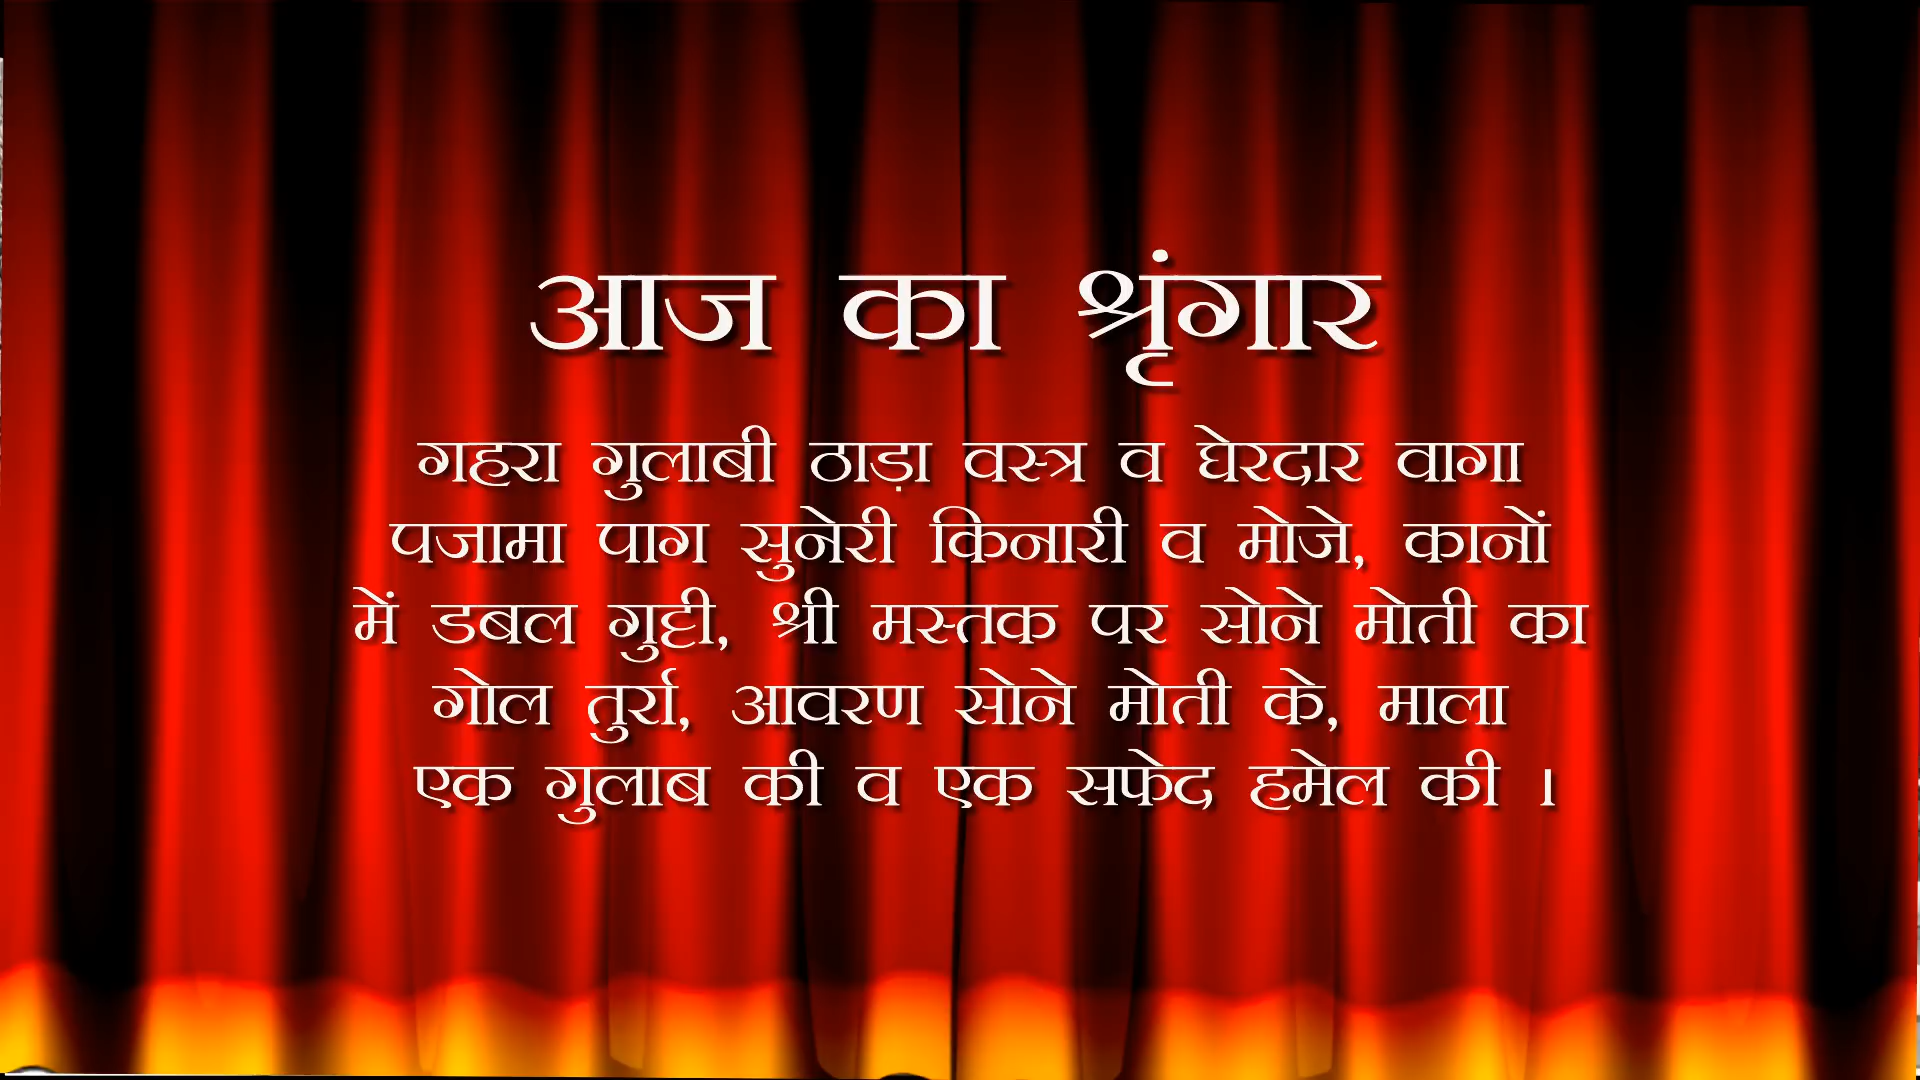 आज का श्रृंगार
गहरा गुलाबी ठाड़ा वस्त्र व घेरदार वागा
पजामा पाग सुनेरी किनारी व मोजे, कानों
में डबल गुट्टी, श्री मस्तक पर सोने मोती का
गोल तुर्रा, आवरण सोने मोती के, माला
एक गुलाब की व एक सफेद हमेल की ।